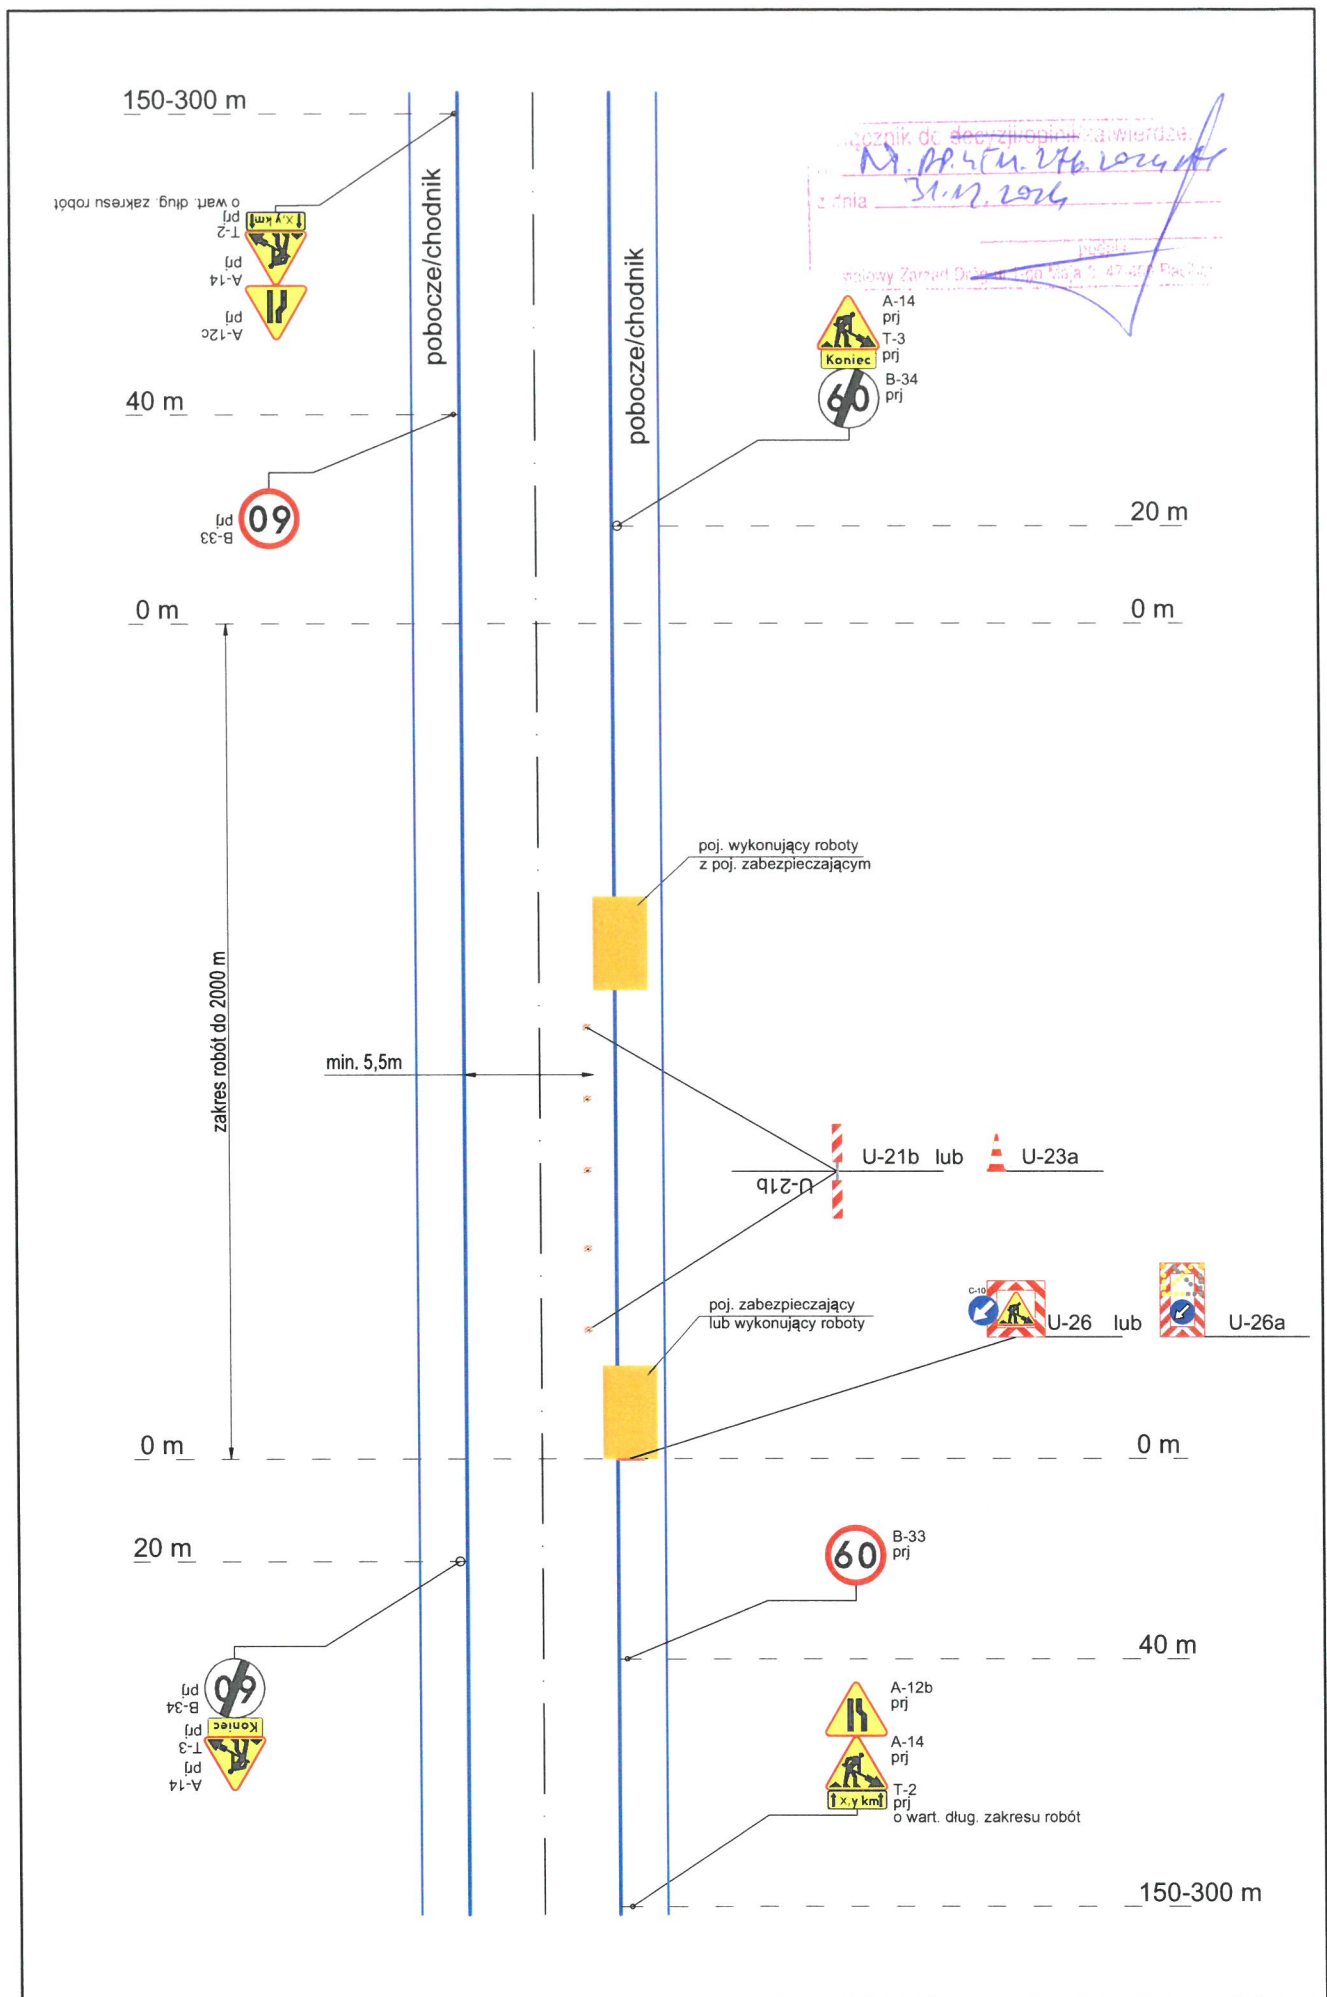 150-300 m
o wart. dług. zakresu robót
T-2
prj
x,y km
A-14
prj
A-12c
prj
pobocze/chodnik
pobocze/chodnik
z dnia 31.12.2024
A-14
prj
T-3
prj
Koniec
B-34
prj
60
40 m
B-33
prj
60
20 m
0 m
0 m
zakres robót do 2000 m
poj. wykonujący roboty
z poj. zabezpieczającym
min. 5,5m
U-21b lub U-23a
U-21b
C-10
U-26 lub U-26a
poj. zabezpieczający
lub wykonujący roboty
0 m
0 m
20 m
B-33
prj
60
40 m
60
B-34
prj
Koniec
T-3
prj
A-14
prj
A-12b
prj
A-14
prj
T-2
prj
x,y km
o wart. dług. zakresu robót
150-300 m